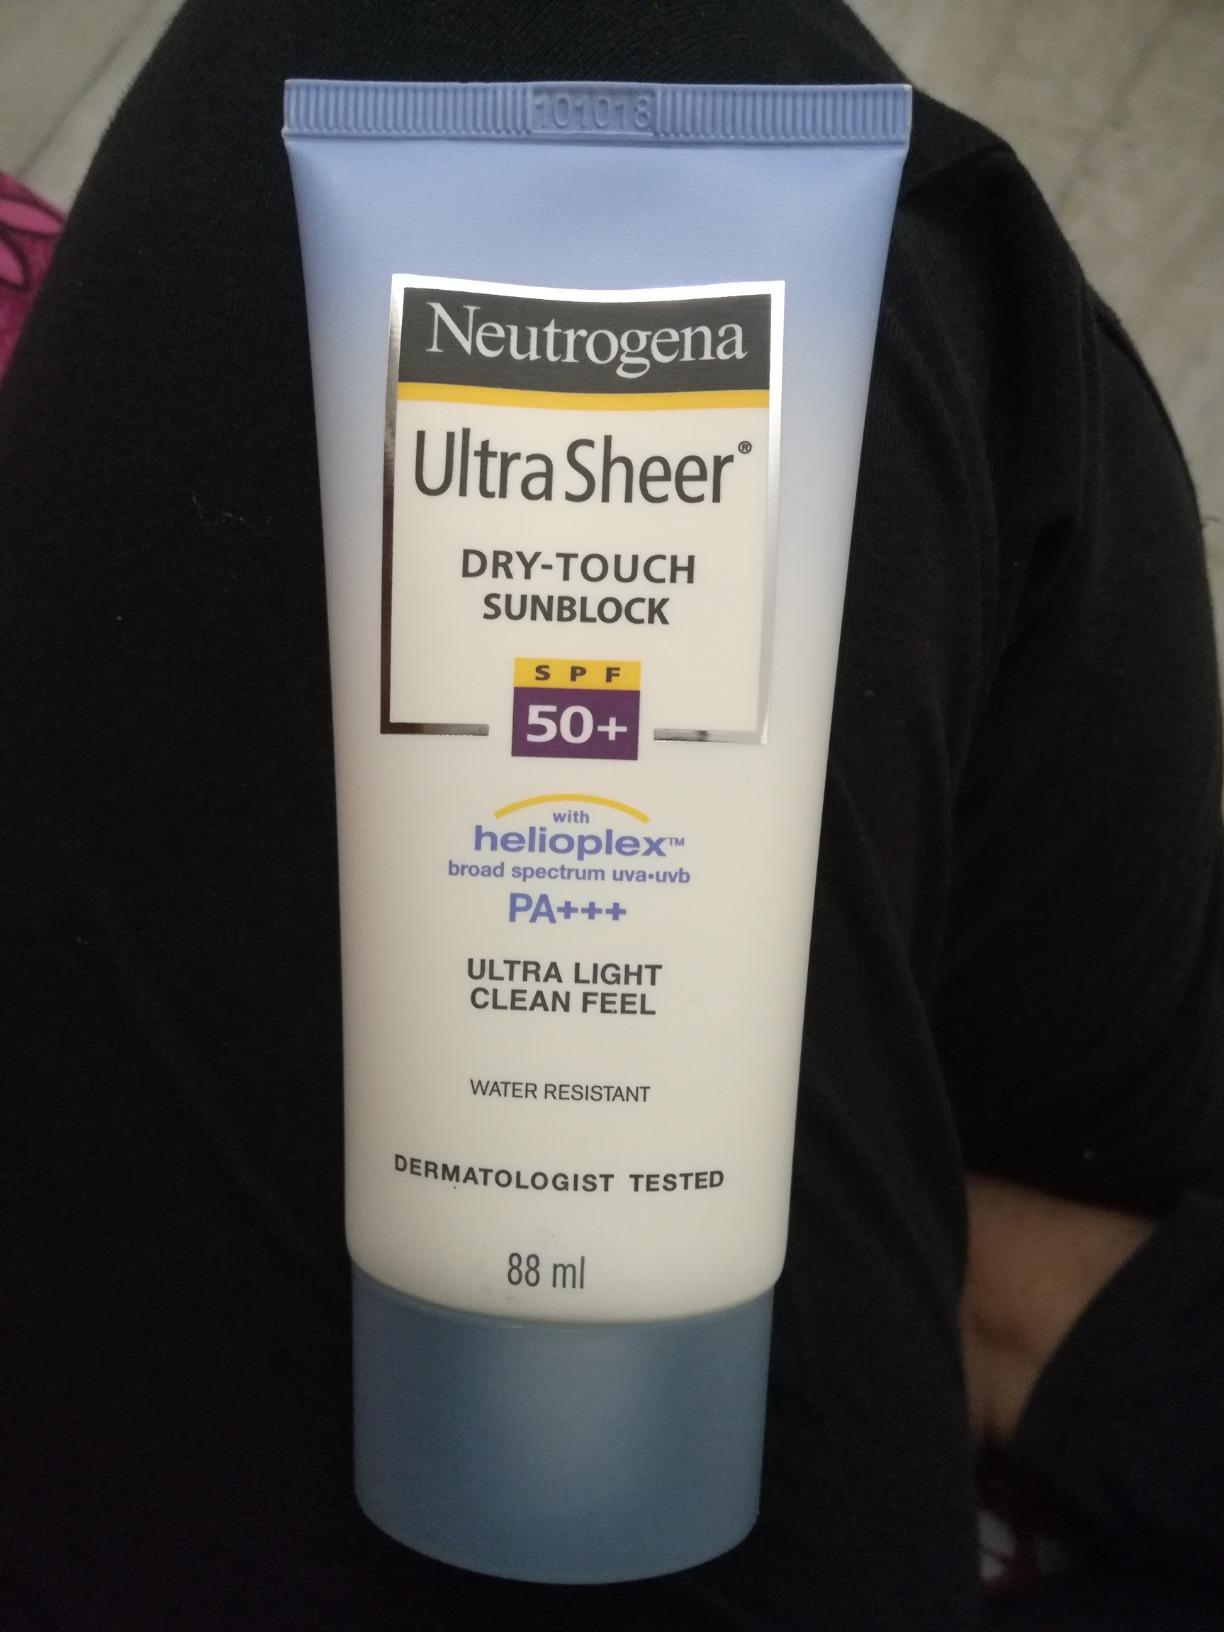 101018
Neutrogena
Ultra Sheer®
DRY-TOUCH
SUNBLOCK
SPF
50+
with
helioplex™
broad spectrum uva•uvb
PA+++
ULTRA LIGHT
CLEAN FEEL
WATER RESISTANT
DERMATOLOGIST TESTED
88 ml